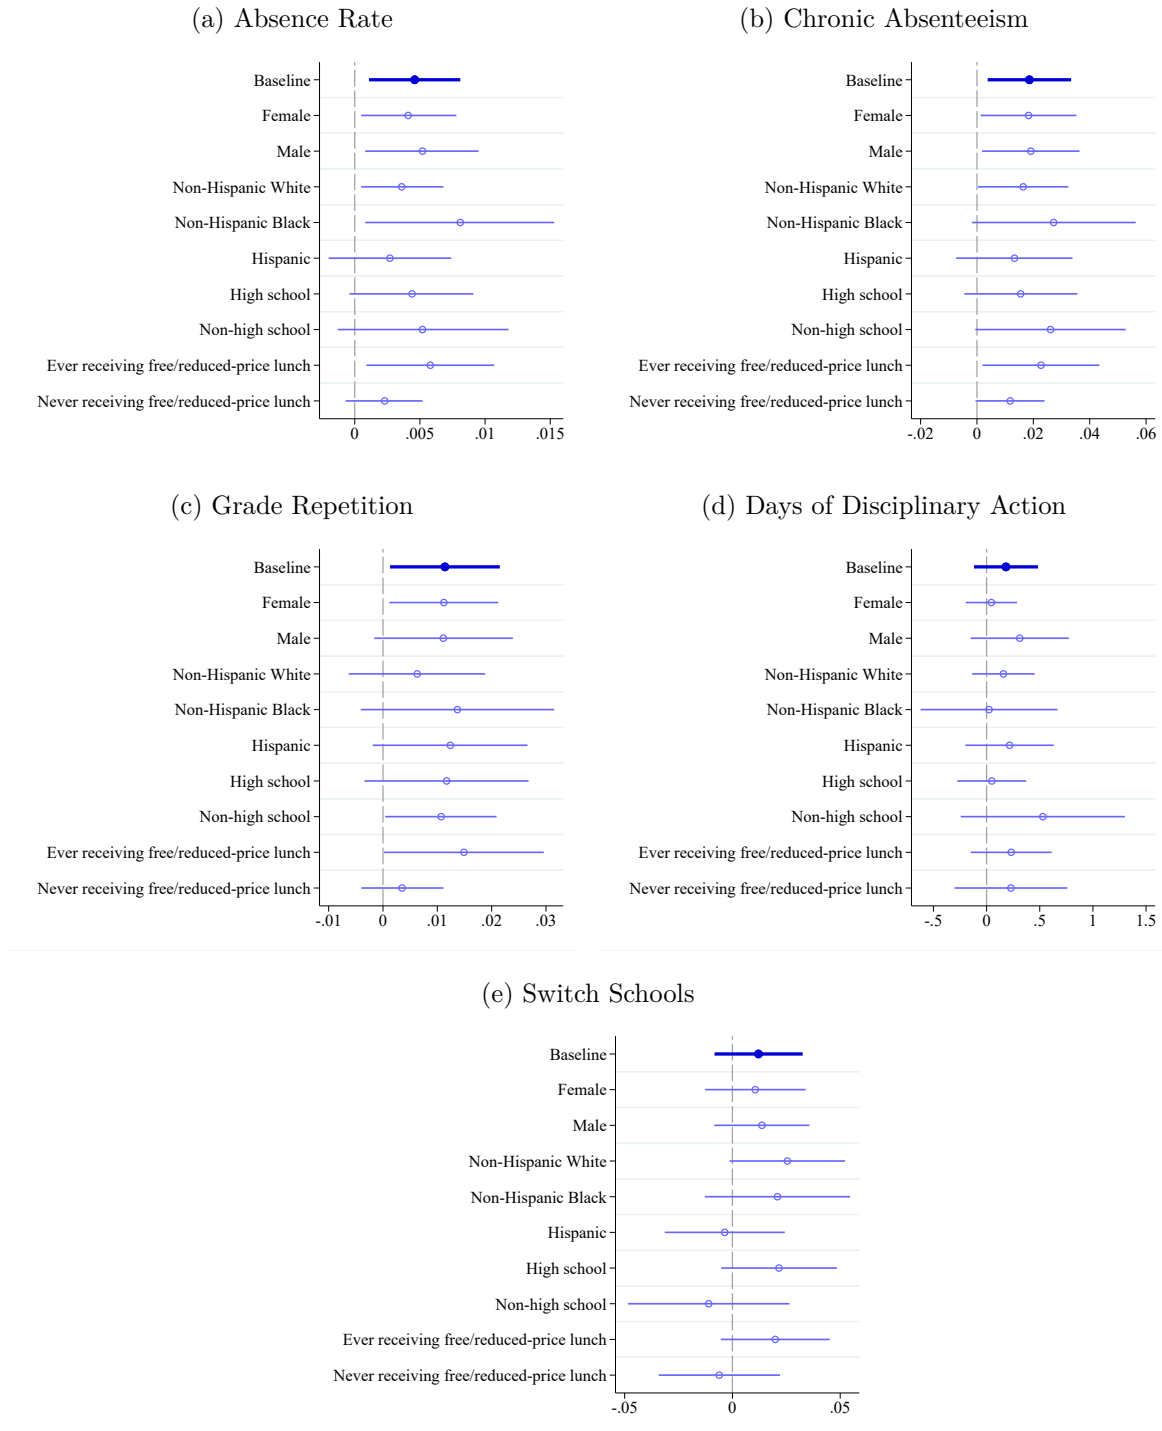 (a) Absence Rate
Baseline
Female
Male
Non-Hispanic White
Non-Hispanic Black
Hispanic
High school
Non-high school
Ever receiving free/reduced-price lunch
Never receiving free/reduced-price lunch
0 .005 .01 .015
(b) Chronic Absenteeism
Baseline
Female
Male
Non-Hispanic White
Non-Hispanic Black
Hispanic
High school
Non-high school
Ever receiving free/reduced-price lunch
Never receiving free/reduced-price lunch
-.02 0 .02 .04 .06
(c) Grade Repetition
Baseline
Female
Male
Non-Hispanic White
Non-Hispanic Black
Hispanic
High school
Non-high school
Ever receiving free/reduced-price lunch
Never receiving free/reduced-price lunch
-.01 0 .01 .02 .03
(d) Days of Disciplinary Action
Baseline
Female
Male
Non-Hispanic White
Non-Hispanic Black
Hispanic
High school
Non-high school
Ever receiving free/reduced-price lunch
Never receiving free/reduced-price lunch
-.5 0 .5 1 1.5
(e) Switch Schools
Baseline
Female
Male
Non-Hispanic White
Non-Hispanic Black
Hispanic
High school
Non-high school
Ever receiving free/reduced-price lunch
Never receiving free/reduced-price lunch
-.05 0 .05